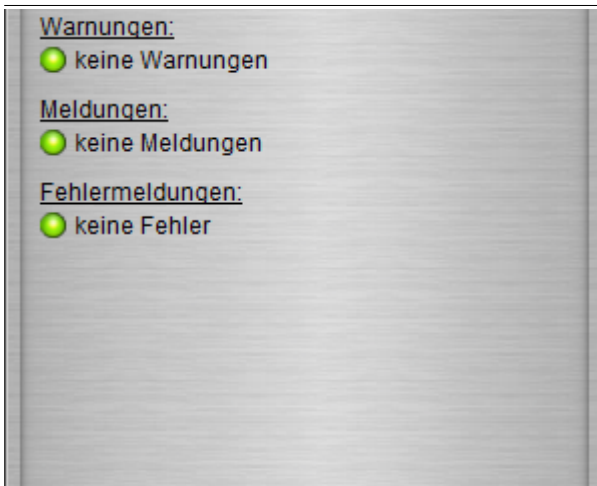 Warnungen:
keine Warnungen
Meldungen:
keine Meldungen
Fehlermeldungen:
keine Fehler